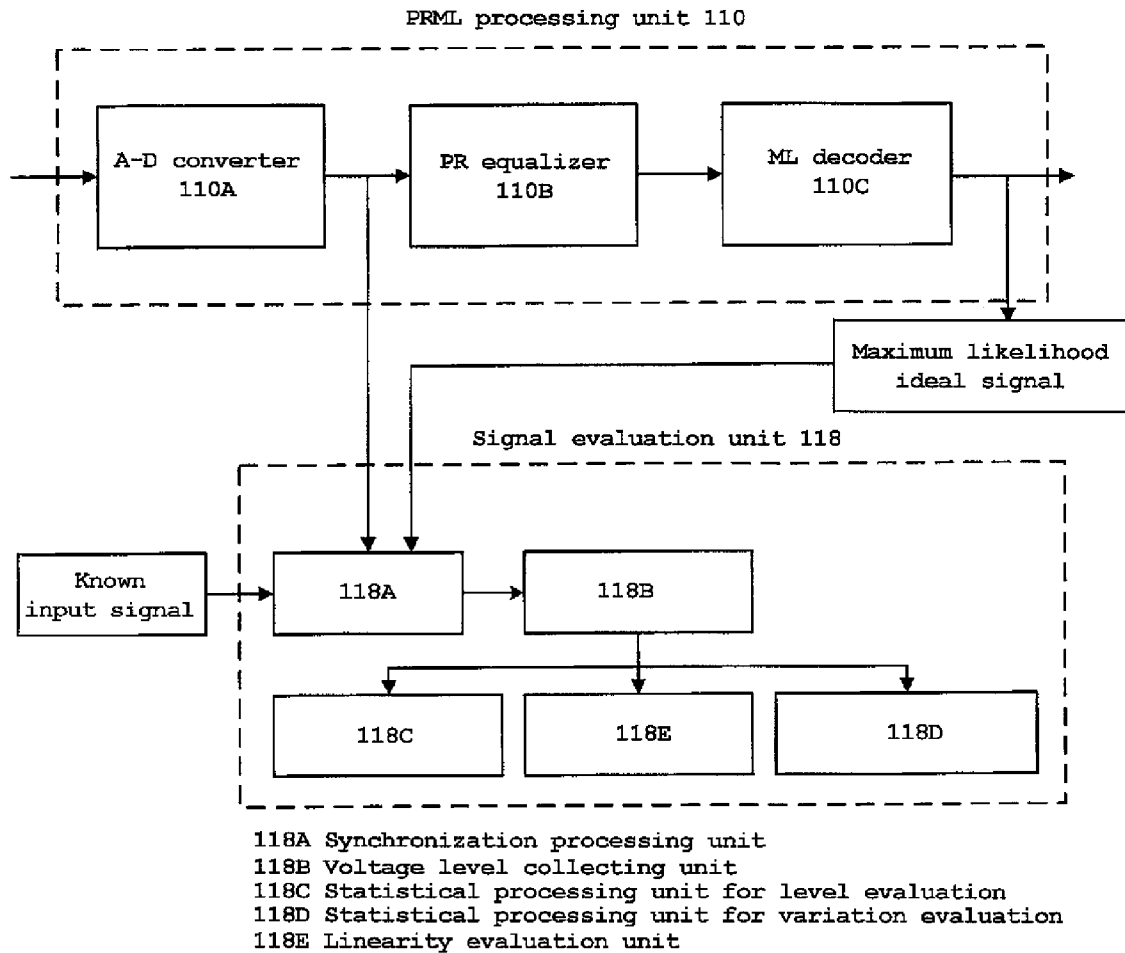 PRML processing unit 110
A-D converter
110A
PR equalizer
110B
ML decoder
110C
Maximum likelihood
ideal signal
Signal evaluation unit 118
Known
input signal
118A
118B
118C
118E
118D
118A Synchronization processing unit
118B Voltage level collecting unit
118C Statistical processing unit for level evaluation
118D Statistical processing unit for variation evaluation
118E Linearity evaluation unit